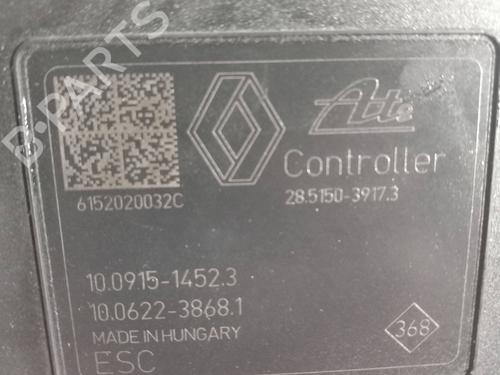 B-PARTS
Ate
Controller
6152020032C
28.5150-3917.3
10.0915-1452.3
10.0622-3868.1
MADE IN HUNGARY
368
ESC